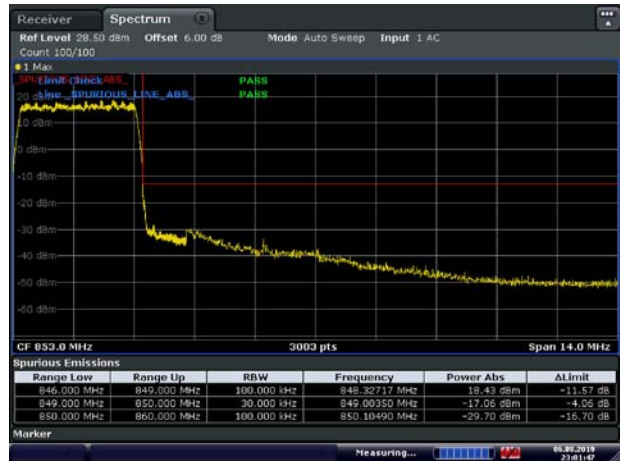 Receiver Spectrum
Ref Level 28.50 dBm Offset 6.00 dB Mode Auto Sweep Input 1 AC
Count 100/100
1 Max
Limit Check PASS
Line _SPURIOUS_LINE_ABS_ PASS
20 dBm
10 dBm
0 dBm
-10 dBm
-20 dBm
-30 dBm
-40 dBm
-50 dBm
-60 dBm
CF 853.0 MHz 3003 pts Span 14.0 MHz
Spurious Emissions
Range Low Range Up RBW Frequency Power Abs ΔLimit
846.000 MHz 849.000 MHz 100.000 kHz 848.32717 MHz 18.43 dBm -11.57 dB
849.000 MHz 850.000 MHz 30.000 kHz 849.00350 MHz -17.06 dBm -4.06 dB
850.000 MHz 860.000 MHz 100.000 kHz 850.10490 MHz -29.70 dBm -16.70 dB
Marker
Measuring... 06.08.2019
23:01:47